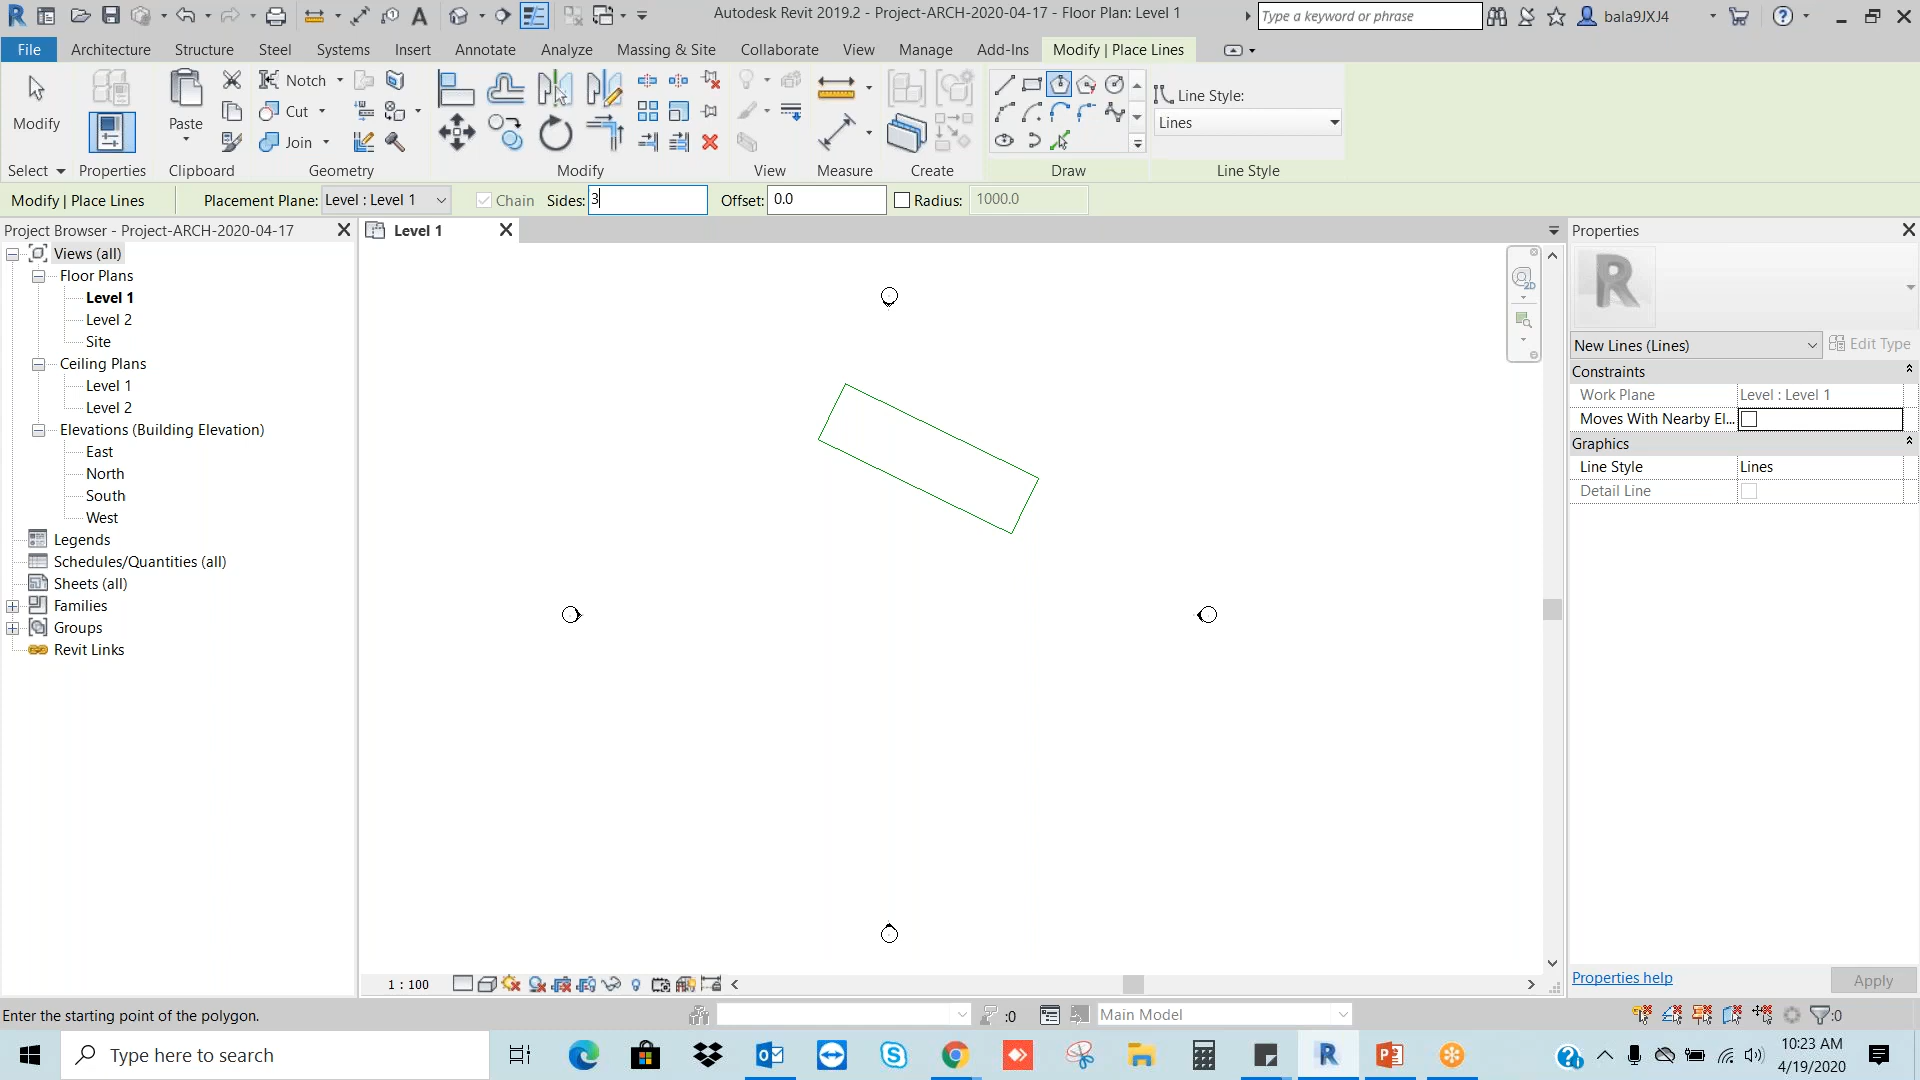 Autodesk Revit 2019.2 - Project-ARCH-2020-04-17 - Floor Plan: Level 1
Type a keyword or phrase
bala9JXJ4
File
Architecture
Structure
Steel
Systems
Insert
Annotate
Analyze
Massing & Site
Collaborate
View
Manage
Add-Ins
Modify | Place Lines
Modify
Paste
Notch
Cut
Join
Line Style:
Lines
Select
Properties
Clipboard
Geometry
Modify
View
Measure
Create
Draw
Line Style
Modify | Place Lines
Placement Plane:
Level : Level 1
Chain
Sides:
3
Offset:
0.0
Radius:
1000.0
Project Browser - Project-ARCH-2020-04-17
Views (all)
Floor Plans
Level 1
Level 2
Site
Ceiling Plans
Level 1
Level 2
Elevations (Building Elevation)
East
North
South
West
Legends
Schedules/Quantities (all)
Sheets (all)
Families
Groups
Revit Links
Level 1
2D
Properties
R
New Lines (Lines)
Edit Type
Constraints
Work Plane
Level : Level 1
Moves With Nearby El...
Graphics
Line Style
Lines
Detail Line
Properties help
Apply
1 : 100
Enter the starting point of the polygon.
:0
Main Model
:0
Type here to search
10:23 AM
4/19/2020